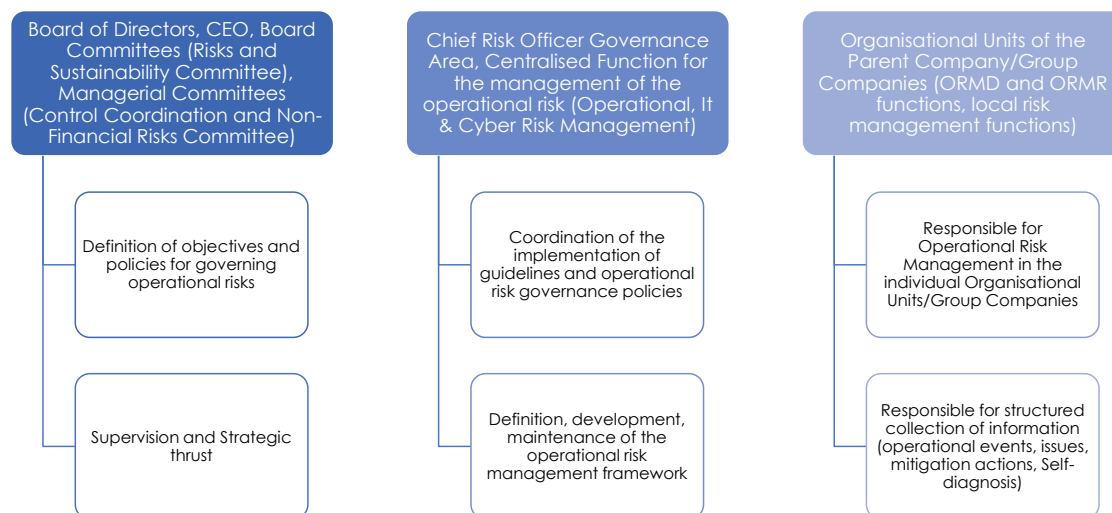 Board of Directors, CEO, Board
Committees (Risks and
Sustainability Committee),
Managerial Committees
(Control Coordination and Non-
Financial Risks Committee)
Definition of objectives and
policies for governing
operational risks
Supervision and Strategic
thrust
Chief Risk Officer Governance
Area, Centralised Function for
the management of the
operational risk (Operational, It
& Cyber Risk Management)
Coordination of the
implementation of
guidelines and operational
risk governance policies
Definition, development,
maintenance of the
operational risk
management framework
Organisational Units of the
Parent Company/Group
Companies (ORMD and ORMR
functions, local risk
management functions)
Responsible for
Operational Risk
Management in the
individual Organisational
Units/Group Companies
Responsible for structured
collection of information
(operational events, issues,
mitigation actions, Self-
diagnosis)